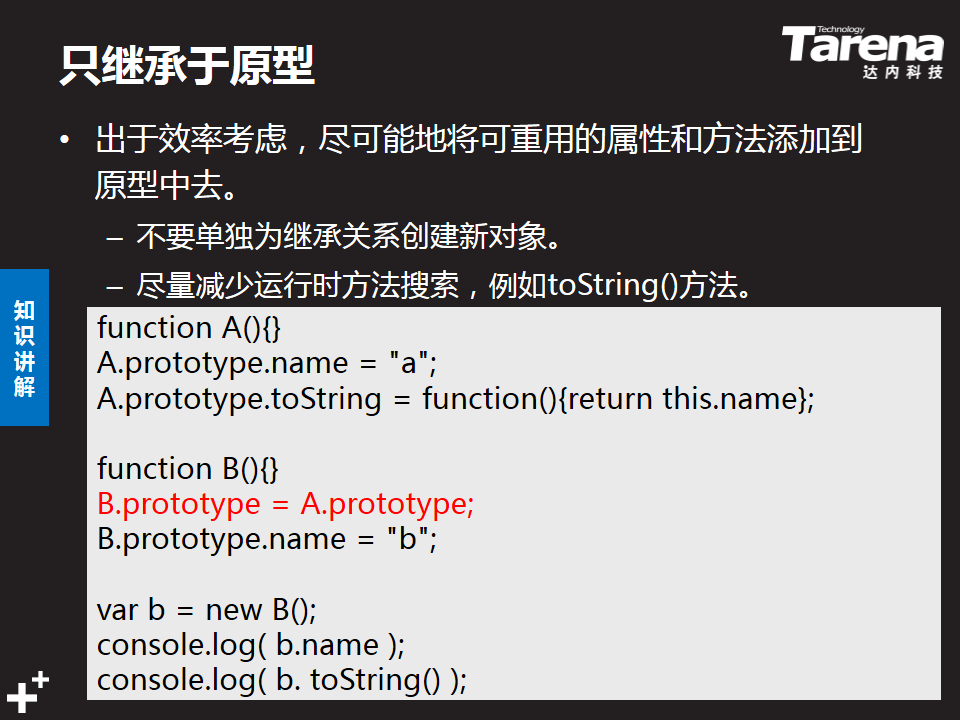 只继承于原型
Technology
Tarena
达内科技
• 出于效率考虑，尽可能地将可重用的属性和方法添加到
原型中去。
– 不要单独为继承关系创建新对象。
– 尽量减少运行时方法搜索，例如toString()方法。
知识讲解
function A(){}
A.prototype.name = "a";
A.prototype.toString = function(){return this.name};
function B(){}
B.prototype = A.prototype;
B.prototype.name = "b";
var b = new B();
console.log( b.name );
console.log( b. toString() );